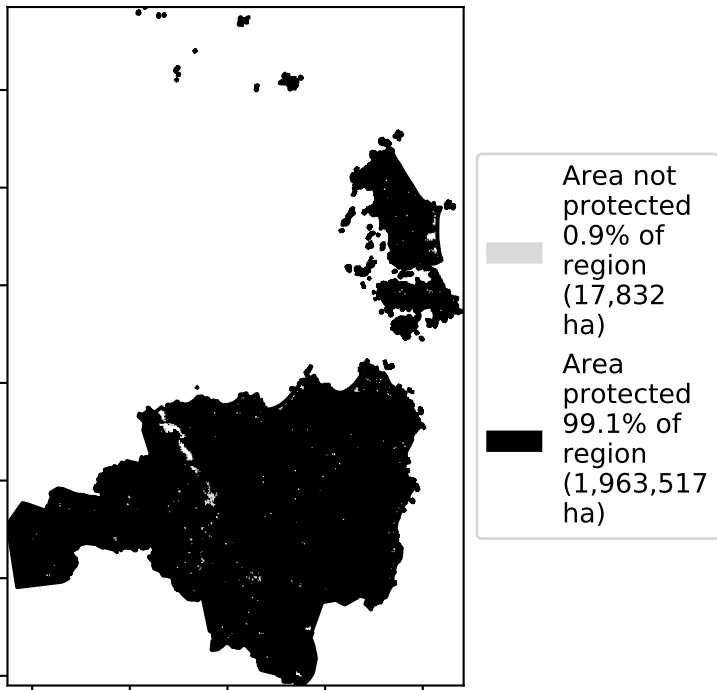 Area not
protected
0.9% of
region
(17,832
ha)
Area
protected
99.1% of
region
(1,963,517
ha)